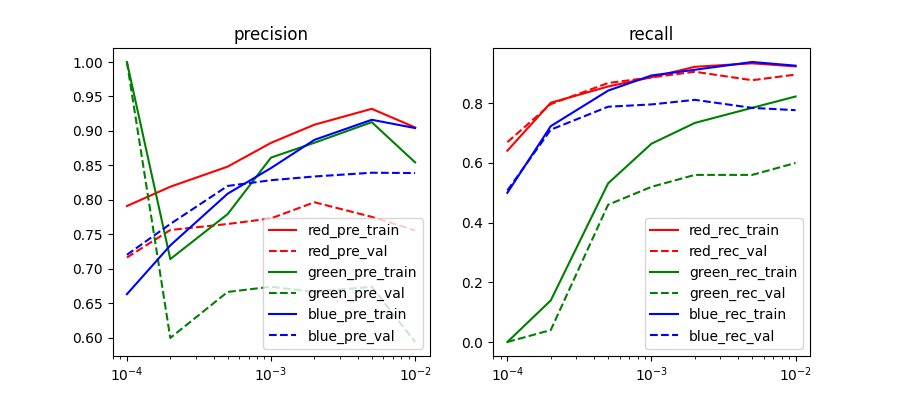 precision
1.00
0.95
0.90
0.85
0.80
0.75
0.70
0.65
0.60
10⁻⁴
10⁻³
10⁻²
red_pre_train
red_pre_val
green_pre_train
green_pre_val
blue_pre_train
blue_pre_val
recall
0.8
0.6
0.4
0.2
0.0
10⁻⁴
10⁻³
10⁻²
red_rec_train
red_rec_val
green_rec_train
green_rec_val
blue_rec_train
blue_rec_val